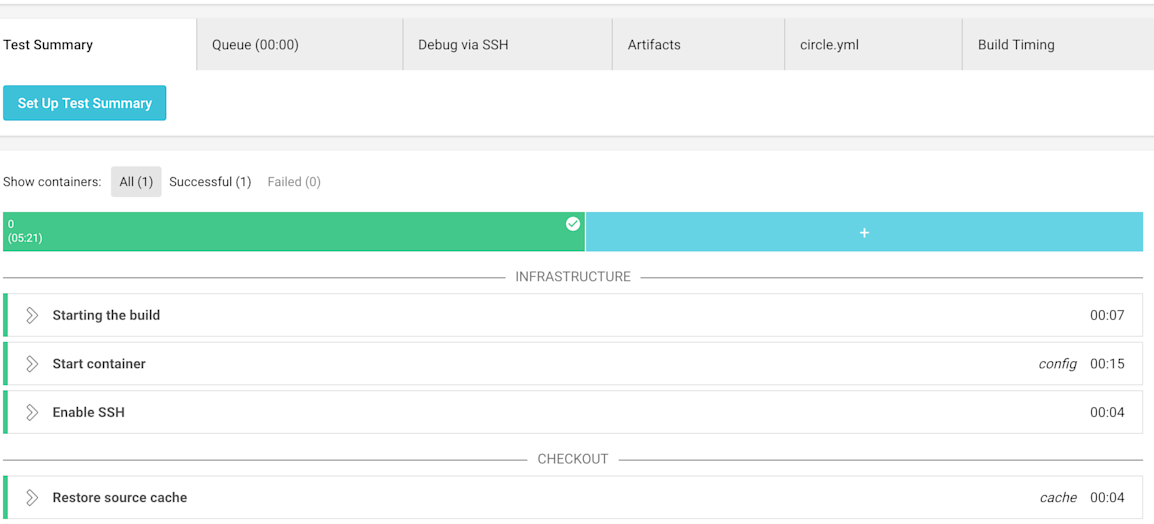 Test Summary Queue (00:00) Debug via SSH Artifacts circle.yml Build Timing
Set Up Test Summary
Show containers: All (1) Successful (1) Failed (0)
0
(05:21)
+
INFRASTRUCTURE
Starting the build 00:07
Start container config 00:15
Enable SSH 00:04
CHECKOUT
Restore source cache cache 00:04